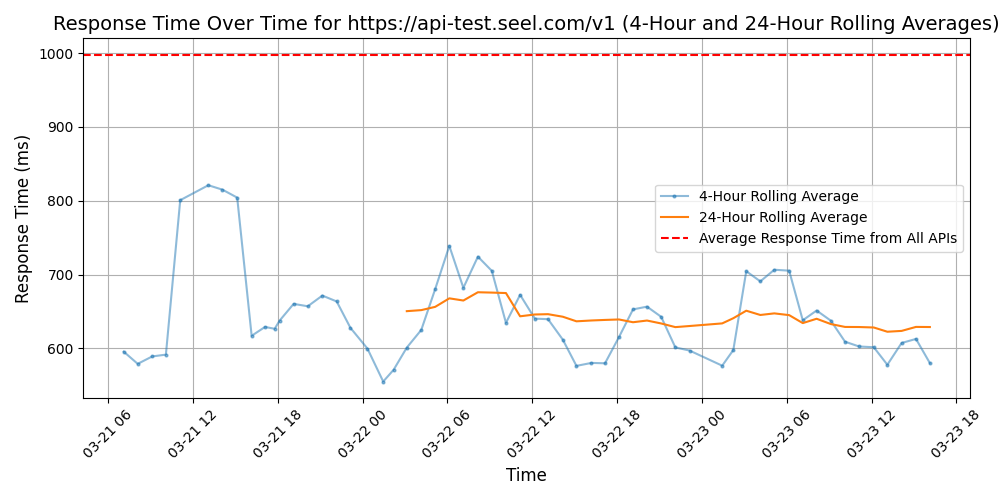 Response Time Over Time for https://api-test.seel.com/v1 (4-Hour and 24-Hour Rolling Averages)
Response Time (ms)
1000
900
800
700
600
4-Hour Rolling Average
24-Hour Rolling Average
Average Response Time from All APIs
03-21 06
03-21 12
03-21 18
03-22 00
03-22 06
03-22 12
03-22 18
03-23 00
03-23 06
03-23 12
03-23 18
Time